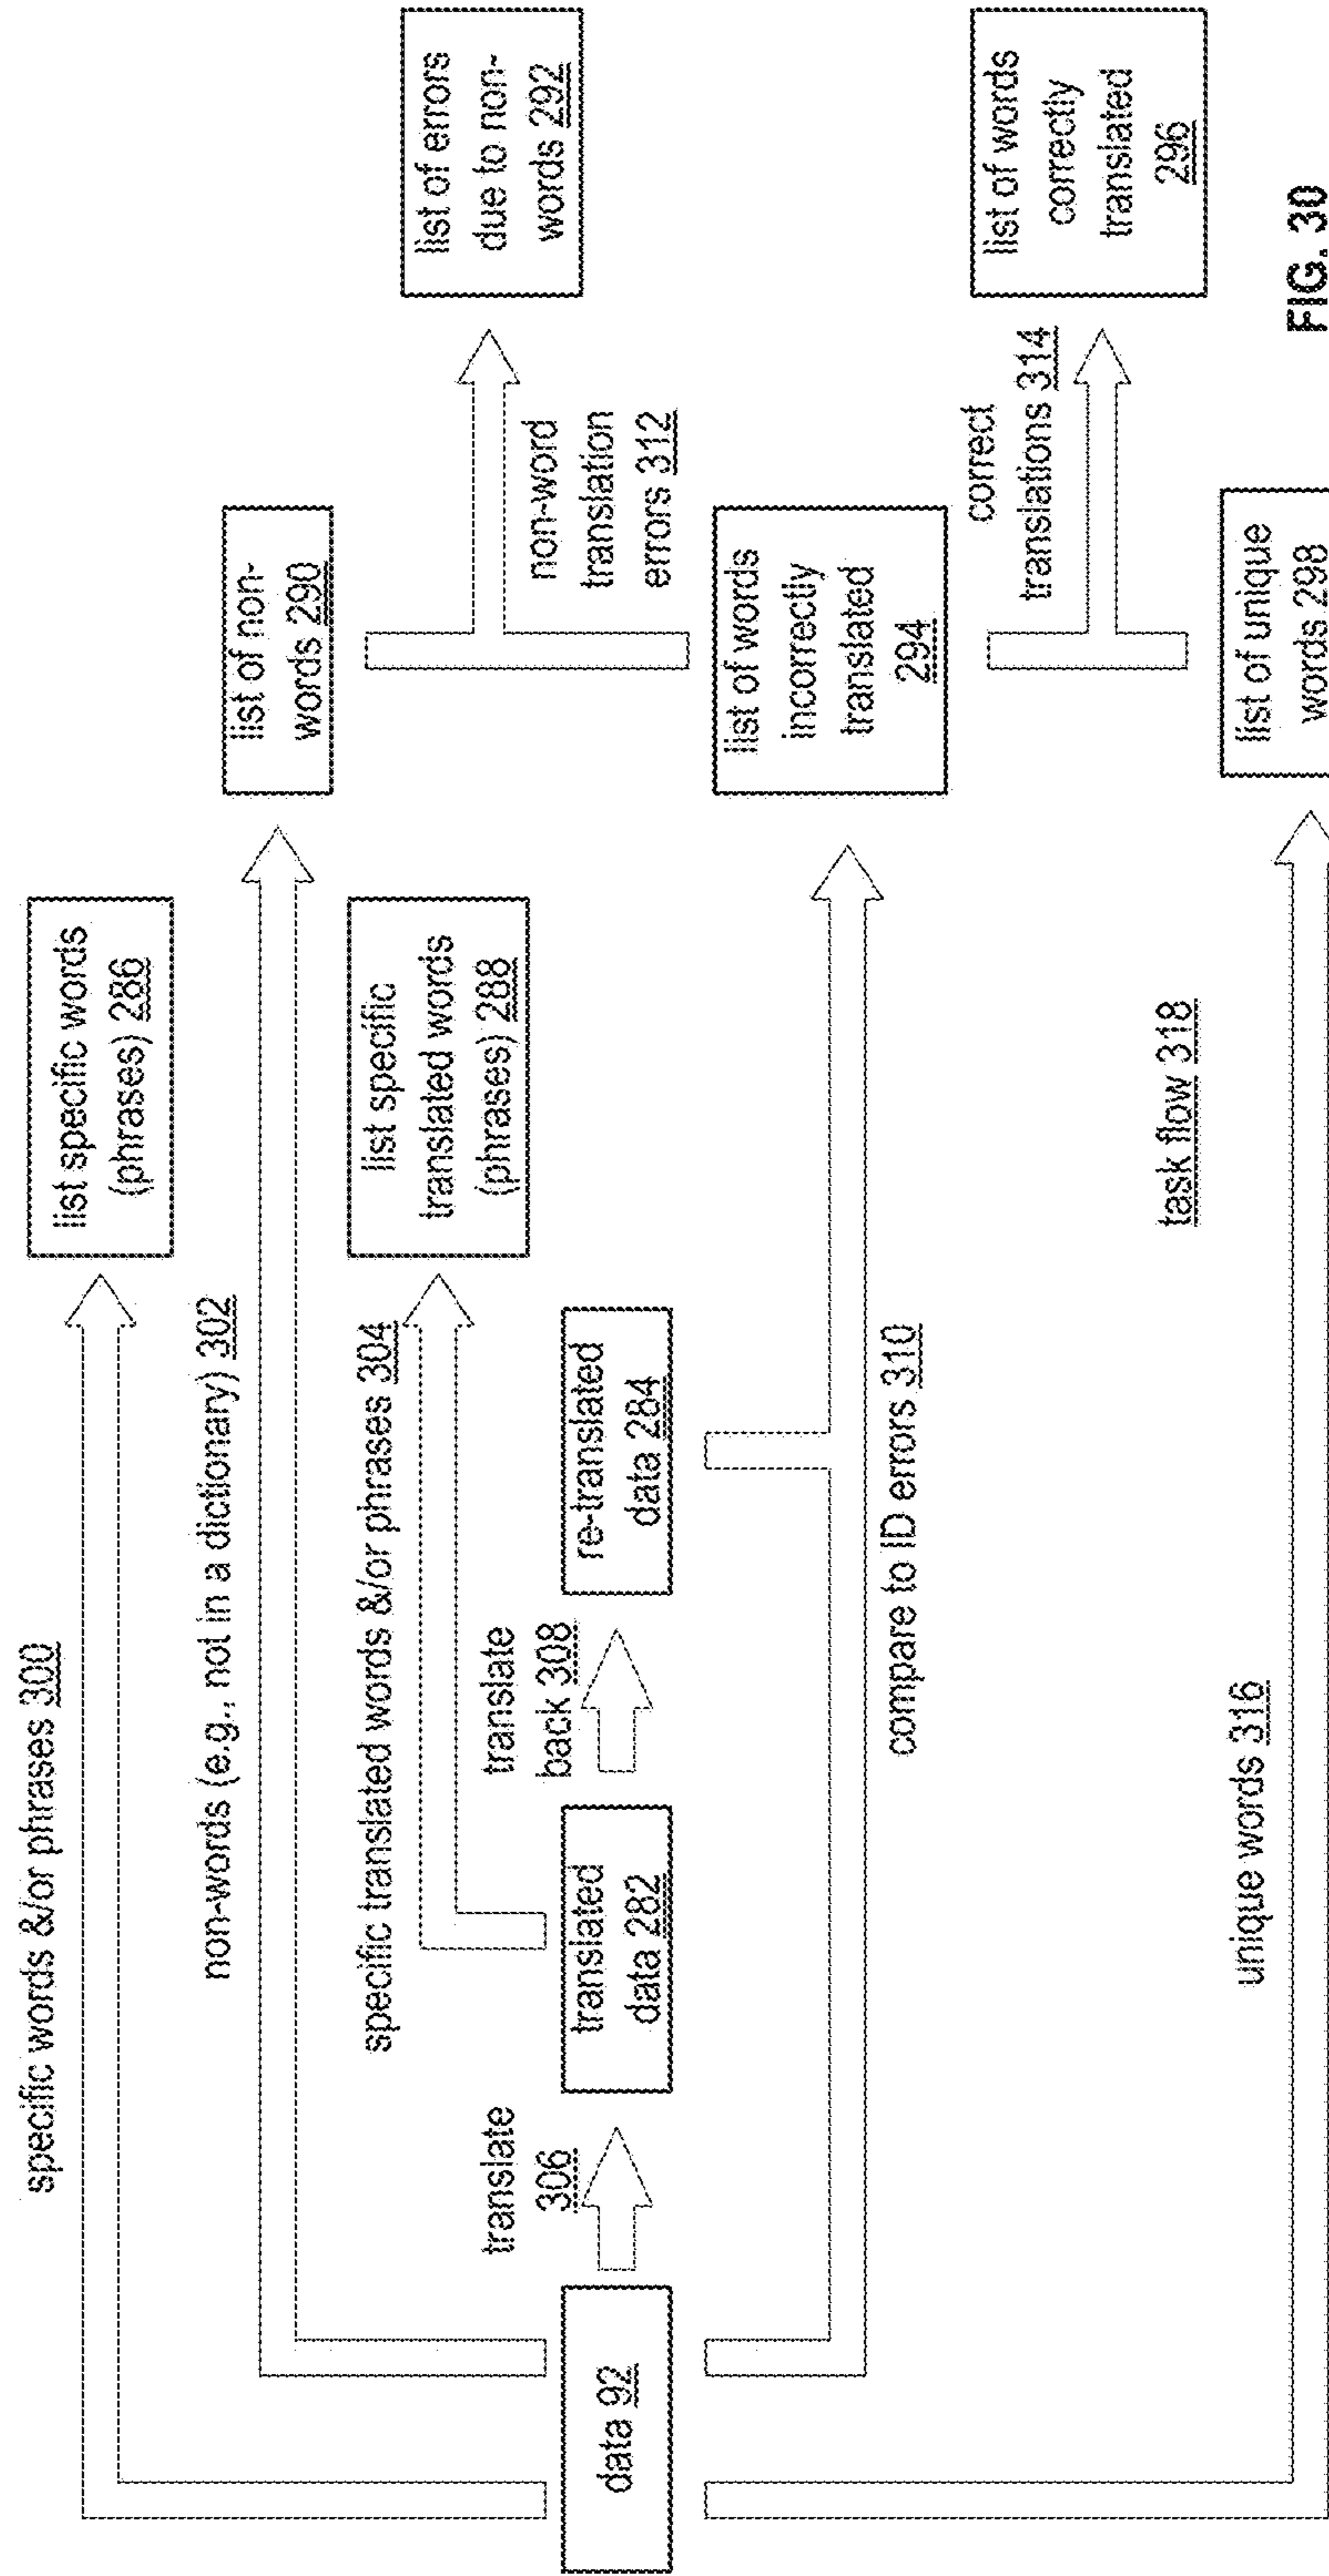 specific words &/or phrases 300
list specific words
(phrases) 286
non-words (e.g., not in a dictionary) 302
list of non-
words 290
specific translated words &/or phrases 304
list specific
translated words
(phrases) 288
list of errors
due to non-
words 292
non-word
translation
errors 312
data 92
translate
306
translated
data 282
translate
back 308
re-translated
data 284
compare to ID errors 310
list of words
incorrectly
translated
294
correct
translations 314
list of words
correctly
translated
296
task flow 318
unique words 316
list of unique
words 298
FIG. 30